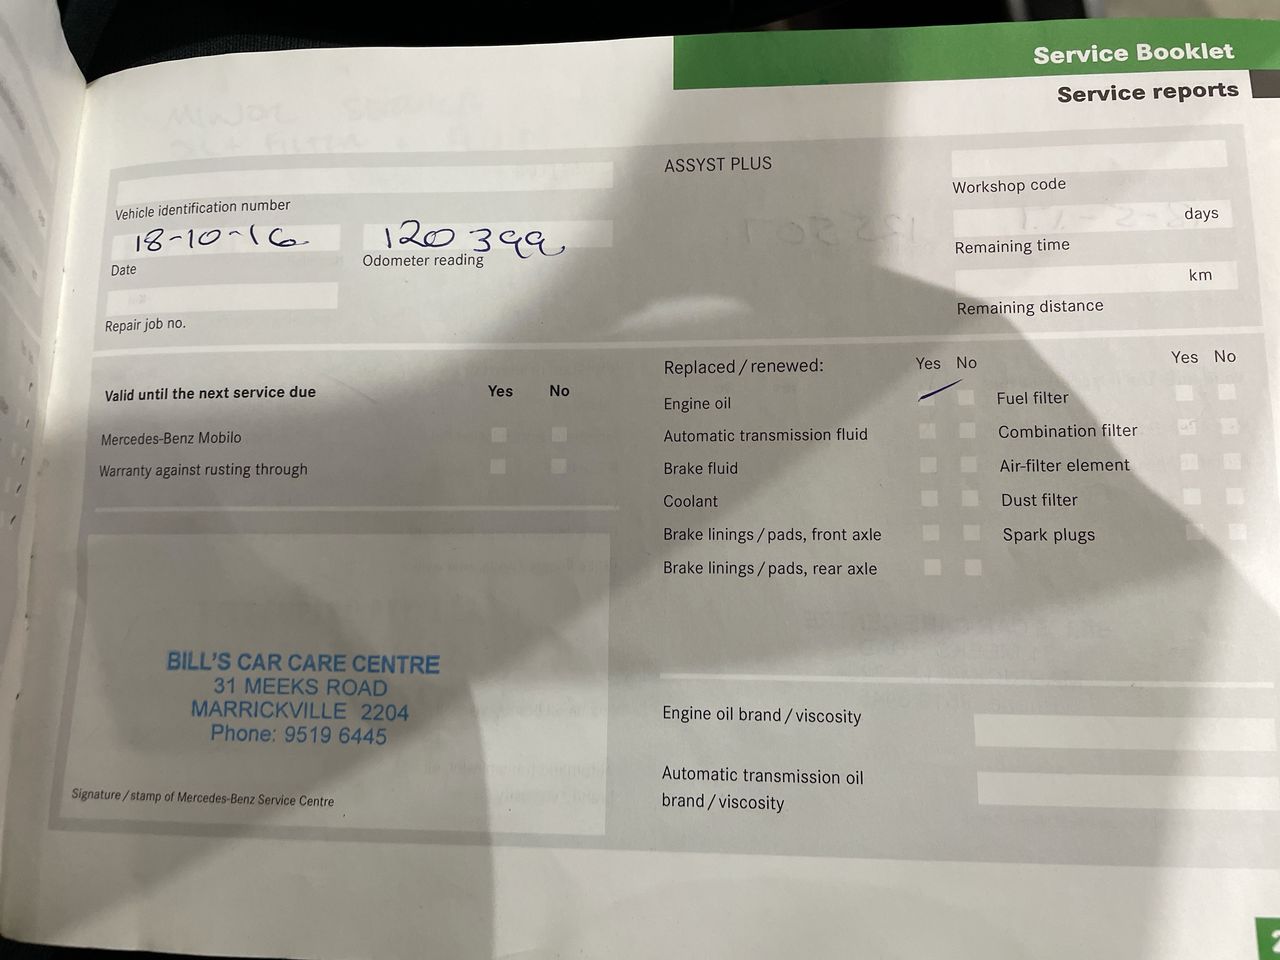 Service Booklet
Service reports
Vehicle identification number
18-10-16
Date
120 399
Odometer reading
Repair job no.
ASSYST PLUS
Workshop code
days
Remaining time
km
Remaining distance
Valid until the next service due Yes No
Mercedes-Benz Mobilo
Warranty against rusting through
BILL'S CAR CARE CENTRE
31 MEEKS ROAD
MARRICKVILLE 2204
Phone: 9519 6445
Signature/stamp of Mercedes-Benz Service Centre
Replaced/renewed: Yes No
Engine oil
Automatic transmission fluid
Brake fluid
Coolant
Brake linings/pads, front axle
Brake linings/pads, rear axle
Yes No
Fuel filter
Combination filter
Air-filter element
Dust filter
Spark plugs
Engine oil brand/viscosity
Automatic transmission oil
brand/viscosity